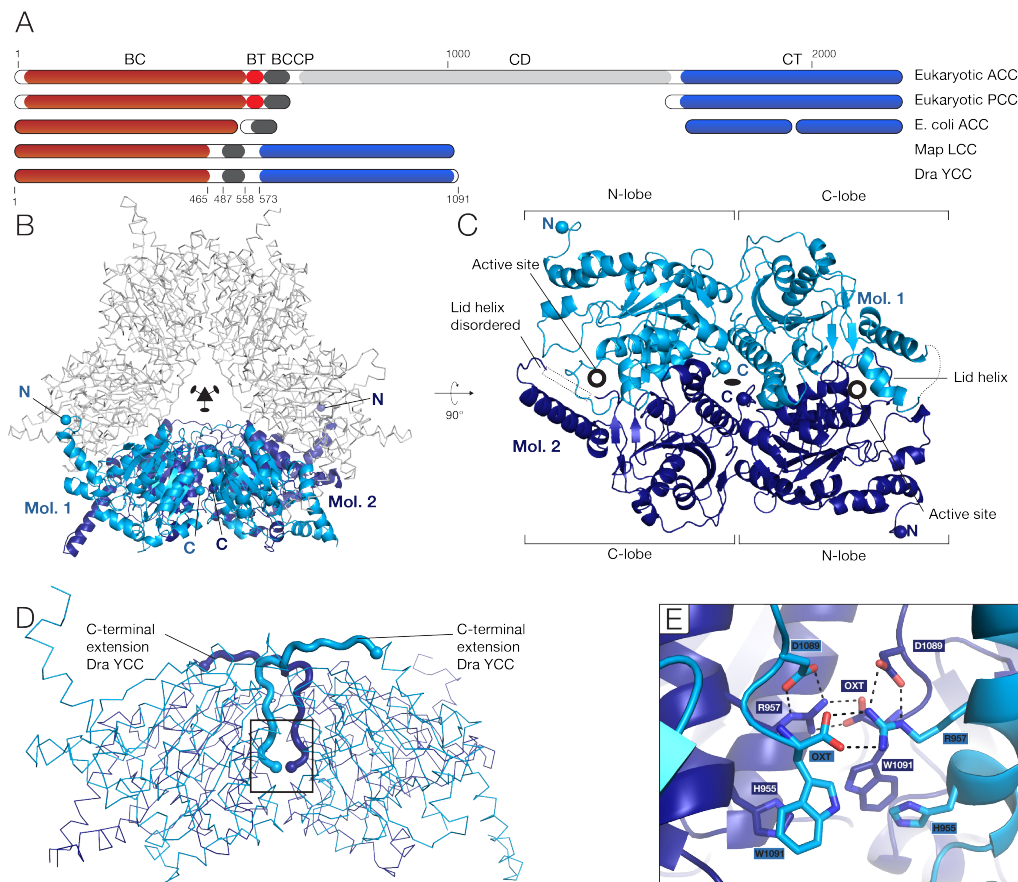 A
1
BC
BT
BCCP
CD
1000
CT
2000
Eukaryotic ACC
Eukaryotic PCC
E. coli ACC
Map LCC
Dra YCC
1
465
487
558
573
1091
B
N
N
Mol. 1
Mol. 2
C
C
90°
C
N-lobe
C-lobe
N
Active site
Lid helix
disordered
Mol. 1
C
C
Lid helix
Mol. 2
Active site
N
C-lobe
N-lobe
D
C-terminal
extension
Dra YCC
C-terminal
extension
Dra YCC
E
D1089
D1089
OXT
R957
R957
OXT
W1091
H955
H955
W1091